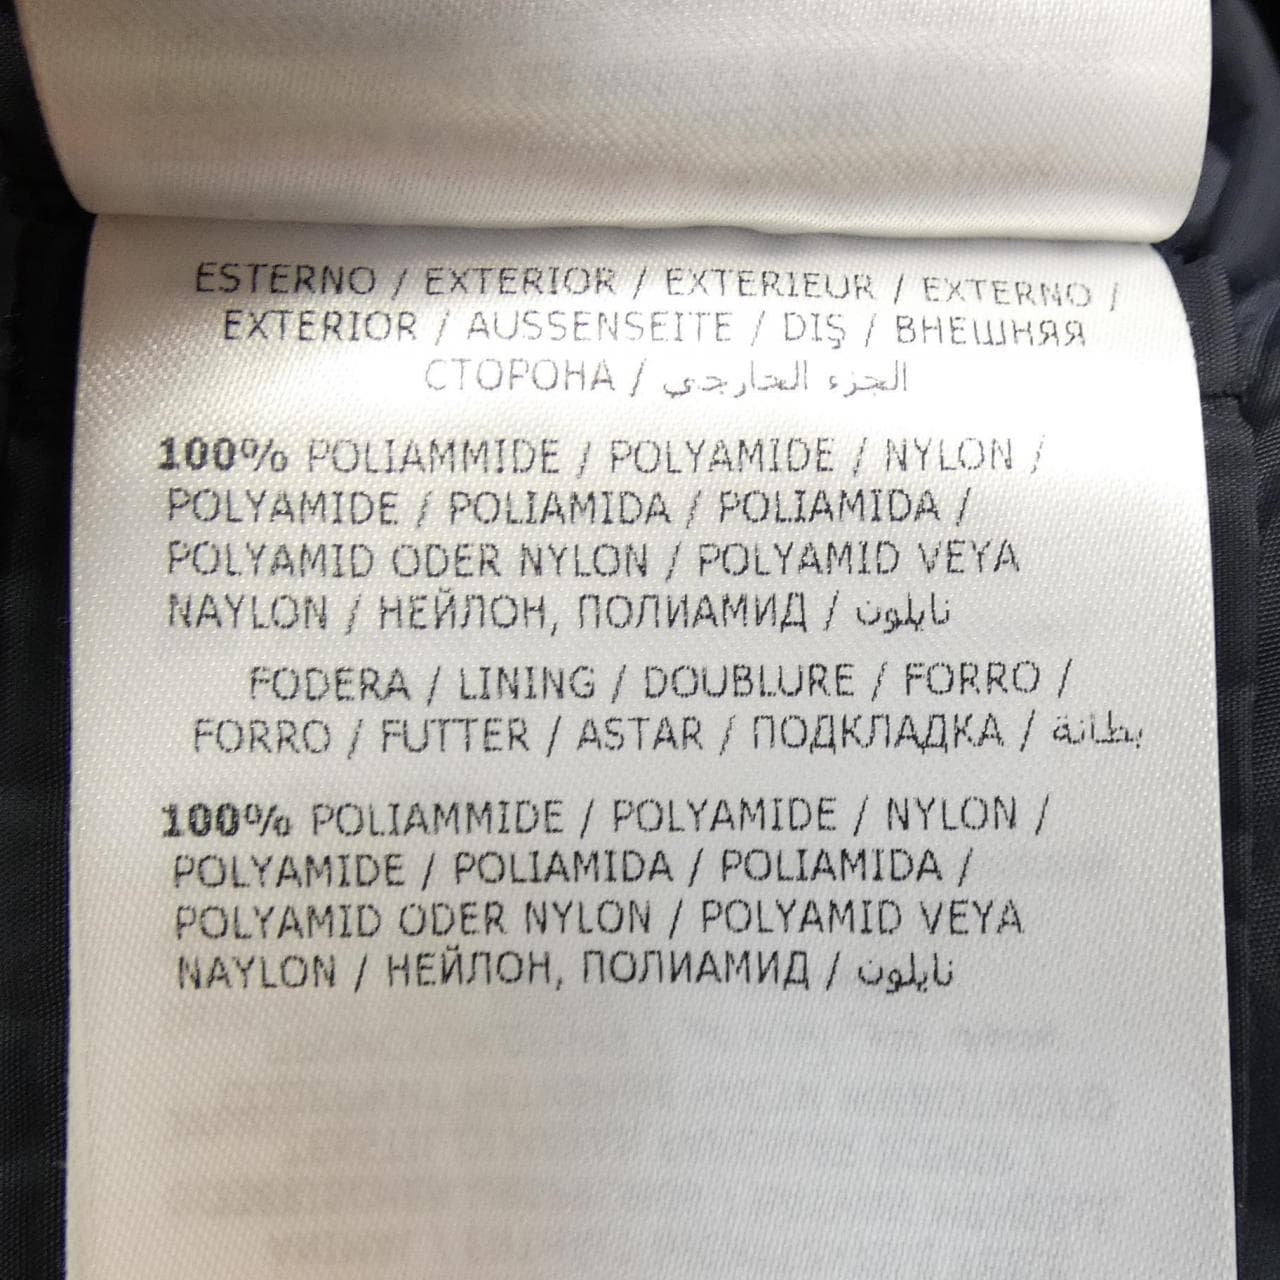 ESTERNO / EXTERIOR / EXTERIEUR / EXTERNO /
EXTERIOR / AUSSENSEITE / DIŞ / ВНЕШНЯЯ
СТОРОНА / الجزء الخارجي
100% POLIAMMIDE / POLYAMIDE / NYLON /
POLYAMIDE / POLIAMIDA / POLIAMIDA /
POLYAMID ODER NYLON / POLYAMID VEYA
NAYLON / НЕЙЛОН, ПОЛИАМИД / نايلون
FODERA / LINING / DOUBLURE / FORRO /
FORRO / FUTTER / ASTAR / ПОДКЛАДКА / بطانة
100% POLIAMMIDE / POLYAMIDE / NYLON /
POLYAMIDE / POLIAMIDA / POLIAMIDA /
POLYAMID ODER NYLON / POLYAMID VEYA
NAYLON / НЕЙЛОН, ПОЛИАМИД / نايلون